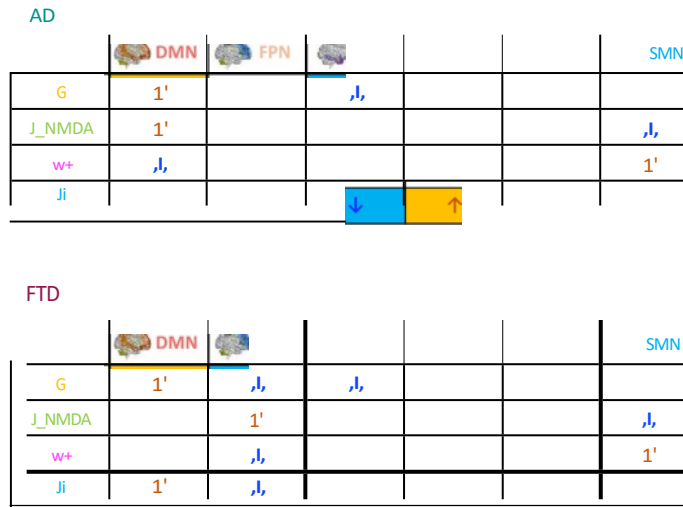 AD
DMN FPN SMN
G 1' ,I,
J_NMDA 1' ,I,
w+ ,I, 1'
Ji ↓ ↑
FTD
DMN SMN
G 1' ,I, ,I,
J_NMDA 1' ,I,
w+ ,I, 1'
Ji 1' ,I,